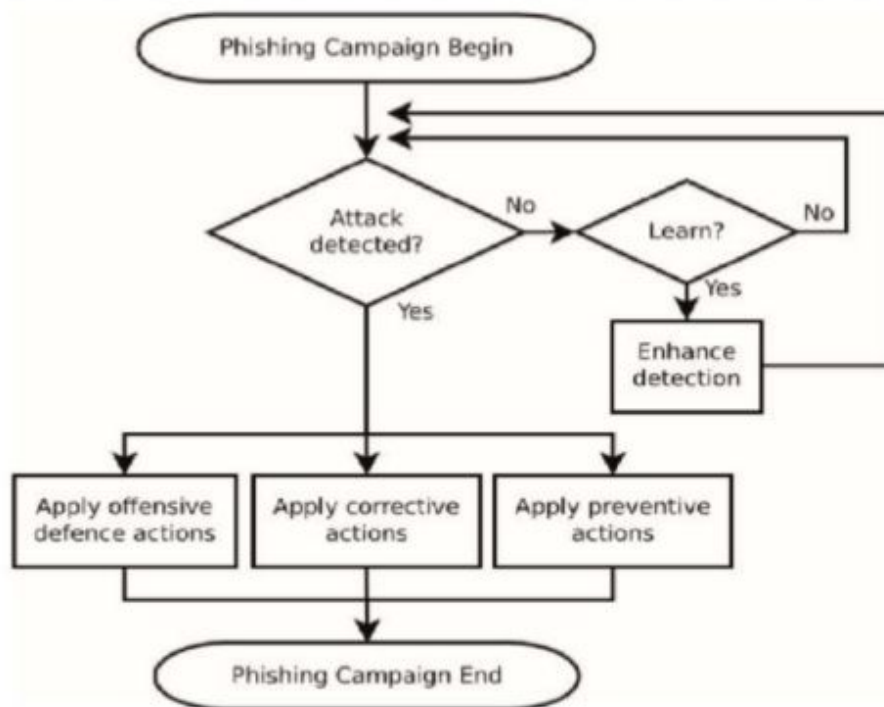 Phishing Campaign Begin
Attack
detected?
No
Learn?
No
Yes
Yes
Enhance
detection
Apply offensive
defence actions
Apply corrective
actions
Apply preventive
actions
Phishing Campaign End